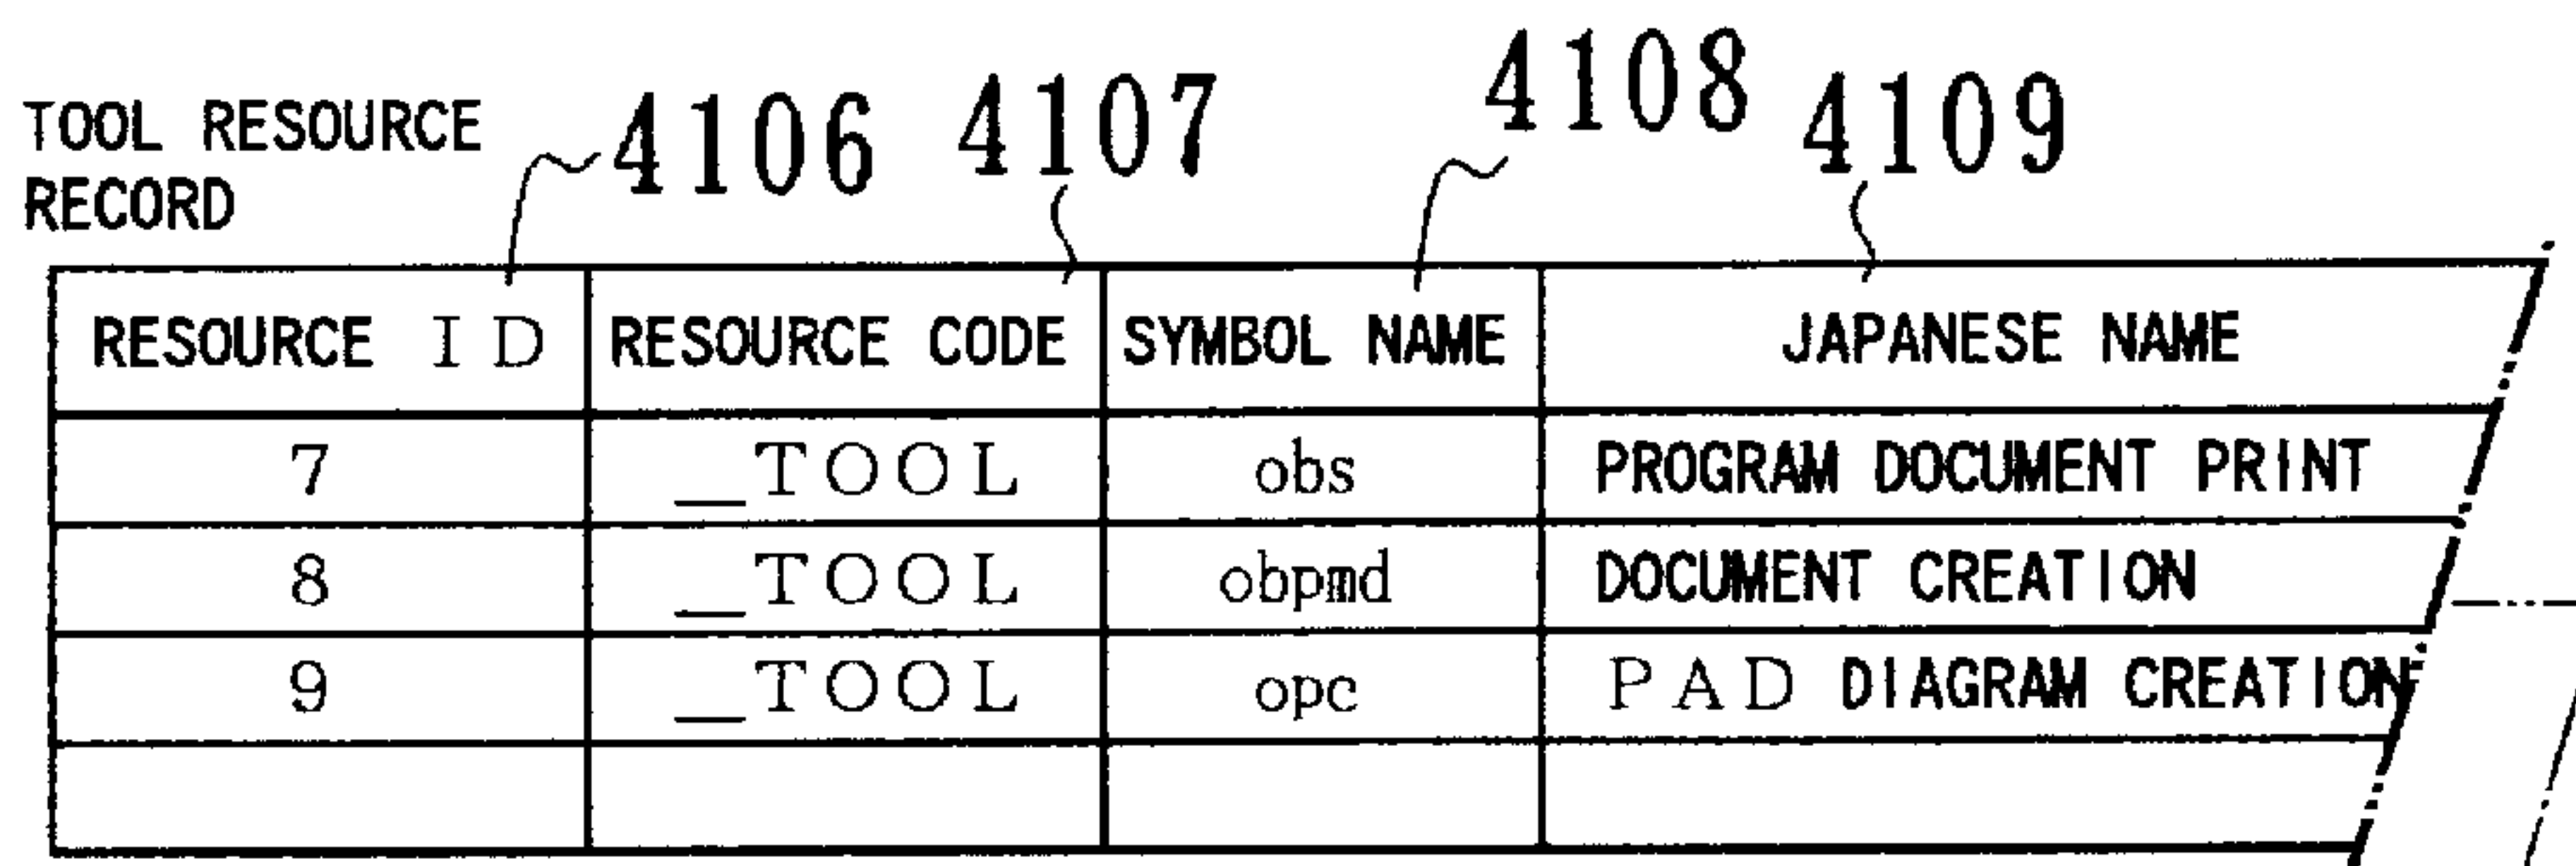 TOOL RESOURCE
RECORD
4106 4107 4108 4109
RESOURCE ID RESOURCE CODE SYMBOL NAME JAPANESE NAME
7 _TOOL obs PROGRAM DOCUMENT PRINT
8 _TOOL obpmd DOCUMENT CREATION
9 _TOOL opc PAD DIAGRAM CREATION